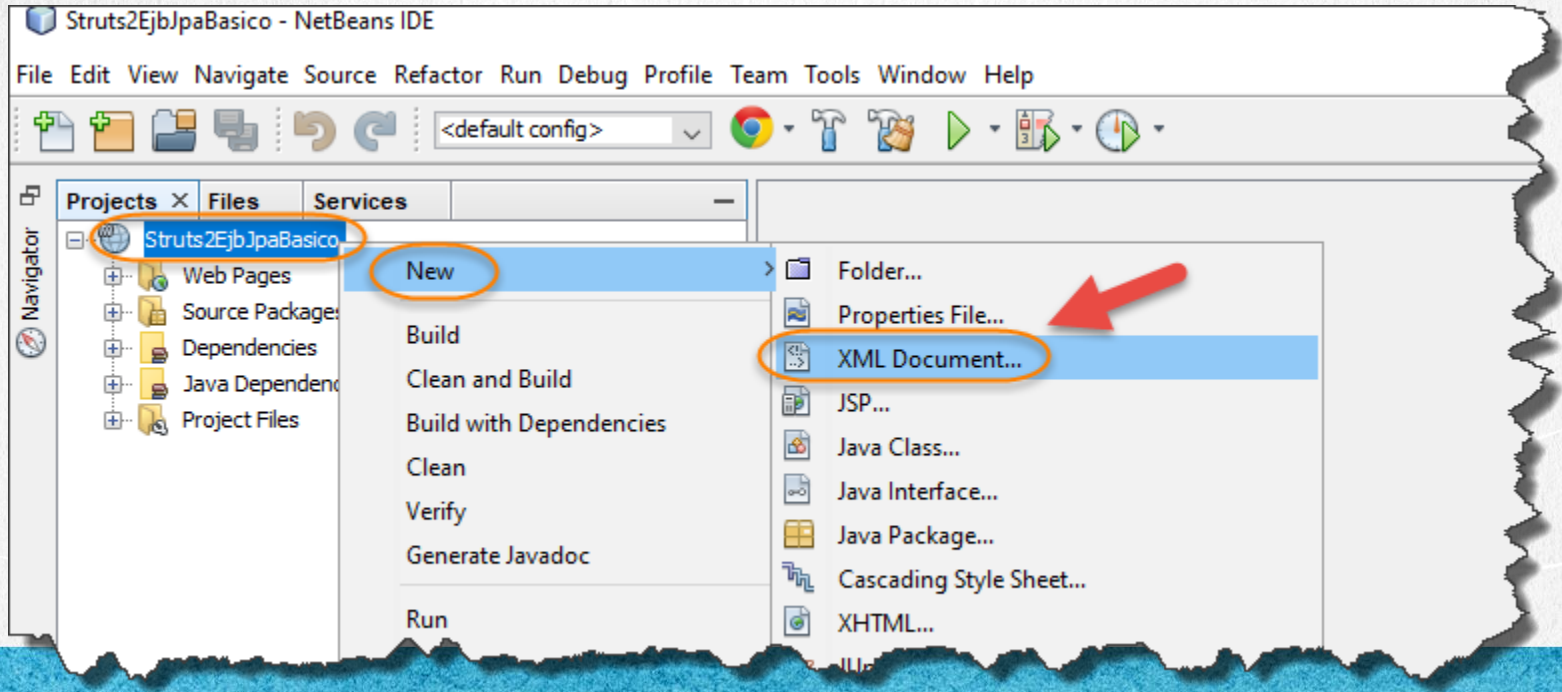 Struts2EjbJpaBasico - NetBeans IDE
File Edit View Navigate Source Refactor Run Debug Profile Team Tools Window Help
<default config>
Projects Files Services
Navigator
Struts2EjbJpaBasico
Web Pages
Source Packages
Dependencies
Java Dependenc
Project Files
New
Build
Clean and Build
Build with Dependencies
Clean
Verify
Generate Javadoc
Run
Folder...
Properties File...
XML Document...
JSP...
Java Class...
Java Interface...
Java Package...
Cascading Style Sheet...
XHTML...